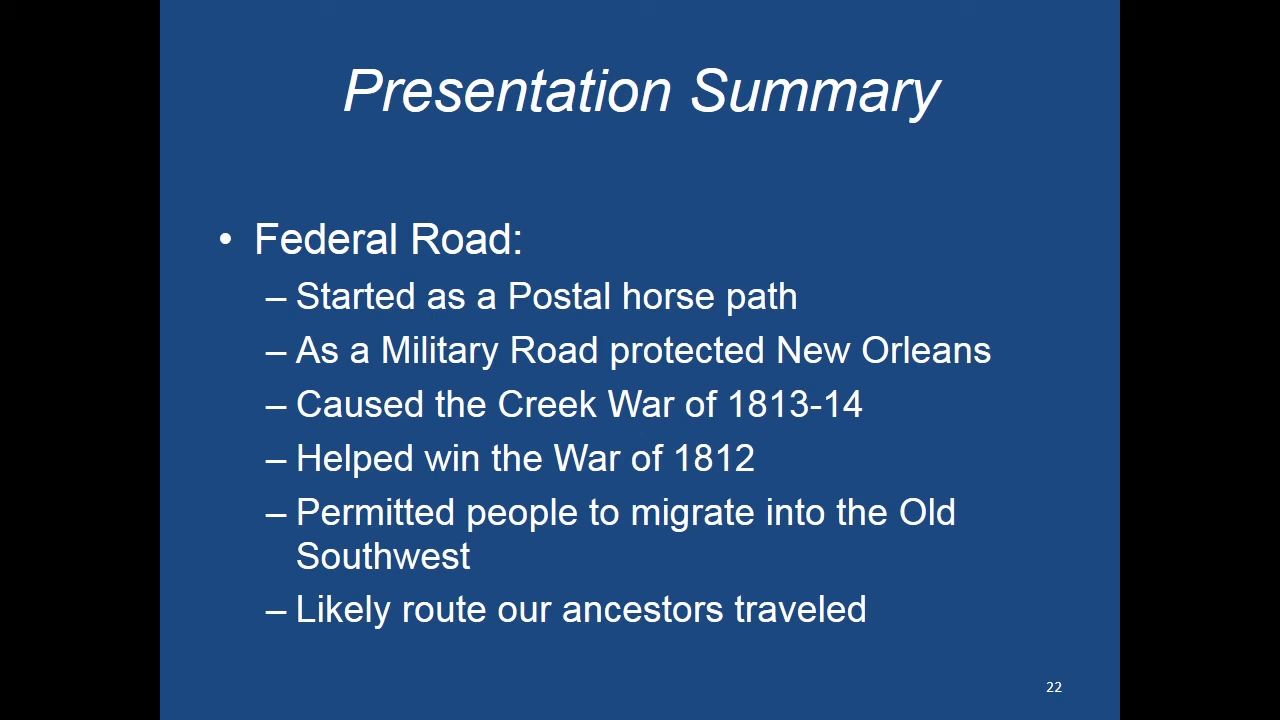 Presentation Summary
• Federal Road:
– Started as a Postal horse path
– As a Military Road protected New Orleans
– Caused the Creek War of 1813-14
– Helped win the War of 1812
– Permitted people to migrate into the Old
Southwest
– Likely route our ancestors traveled
22